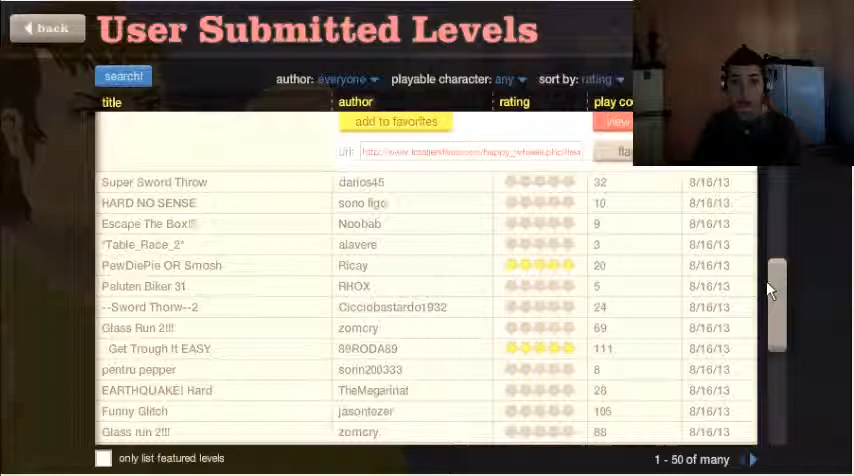 back
User Submitted Levels
search!
author: everyone playable character: any sort by: rating
title author rating play co
add to favorites view
url:
Super Sword Throw darios45 32 8/16/13
HARD NO SENSE sono figo 10 8/16/13
Escape The Box!! Noobab 9 8/16/13
*Table_Race_2* alavere 3 8/16/13
PewDiePie OR Smosh Ricay 20 8/16/13
Paluten Biker 31 RHOX 5 8/16/13
--Sword Thorw--2 Cicciobastardo1932 24 8/16/13
Glass Run 2!!! zomcry 69 8/16/13
Get Trough It EASY 89RODA89 111 8/16/13
pentru pepper sorin200333 8 8/16/13
EARTHQUAKE! Hard TheMegarinat 28 8/16/13
Funny Glitch jasontezer 105 8/16/13
Glass run 2!!! zomcry 88 8/16/13
only list featured levels 1 - 50 of many